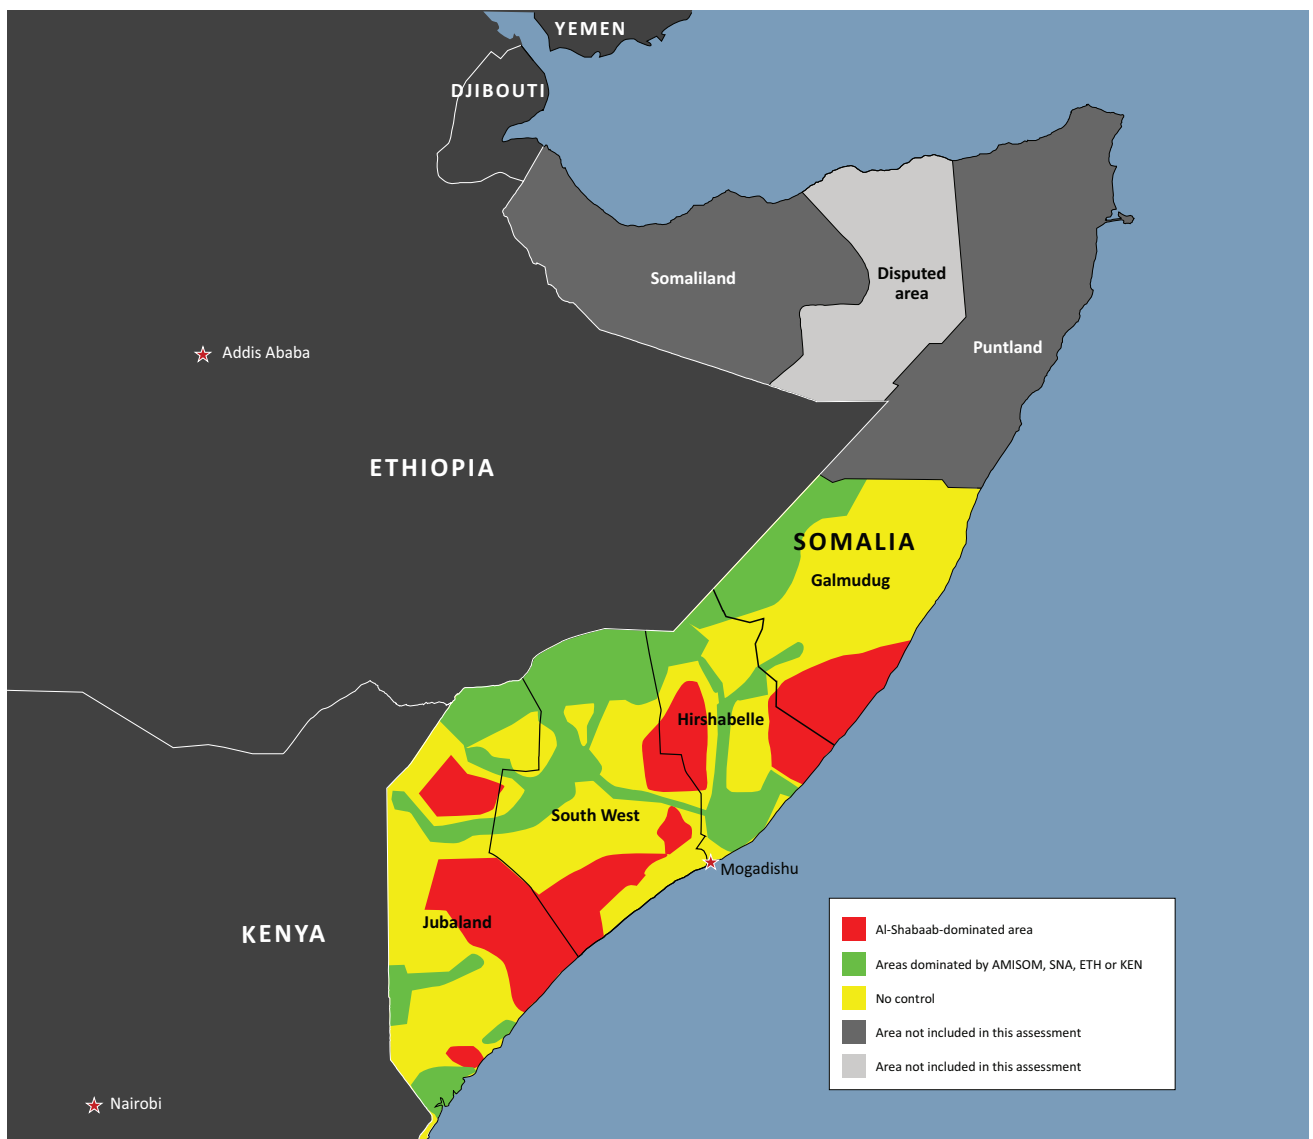 YEMEN
DJIBOUTI
Somaliland
Disputed
area
Puntland
Addis Ababa
ETHIOPIA
SOMALIA
Galmudug
Hirshabelle
South West
Mogadishu
Jubaland
KENYA
Nairobi
Al-Shabaab-dominated area
Areas dominated by AMISOM, SNA, ETH or KEN
No control
Area not included in this assessment
Area not included in this assessment